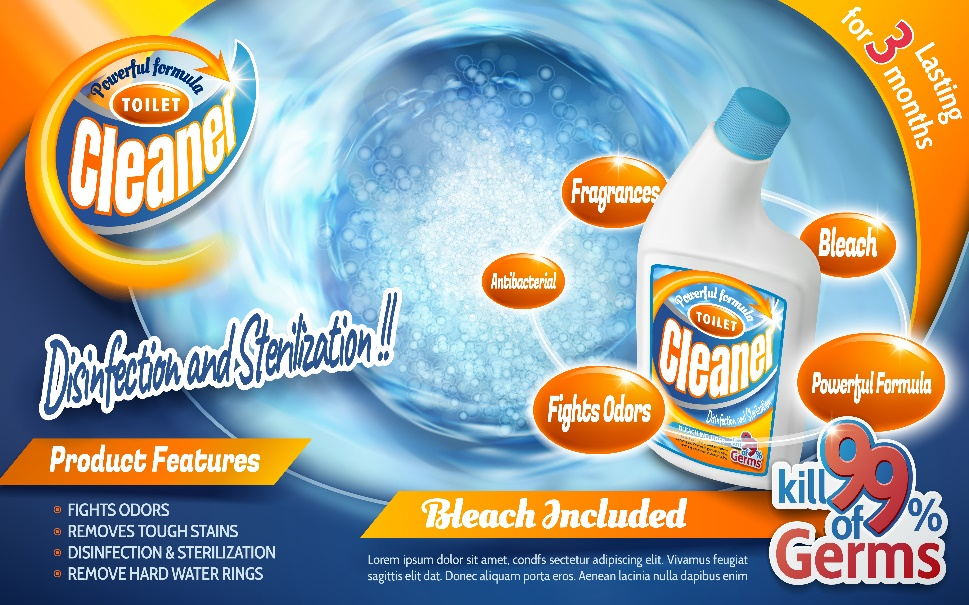 Powerful formula
TOILET
Cleaner
Lasting
for 3 months
Fragrances
Bleach
Antibacterial
Powerful formula
TOILET
Cleaner
Disinfection and Sterilization
Germs
Powerful Formula
Fights Odors
Disinfection and Sterilization !!
Product Features
FIGHTS ODORS
REMOVES TOUGH STAINS
DISINFECTION & STERILIZATION
REMOVE HARD WATER RINGS
Bleach Included
Lorem ipsum dolor sit amet, condfs sectetur adipiscing elit. Vivamus feugiat
sagittis elit dat. Donec aliquam porta eros. Aenean lacinia nulla dapibus enim
kill 99%
of
Germs